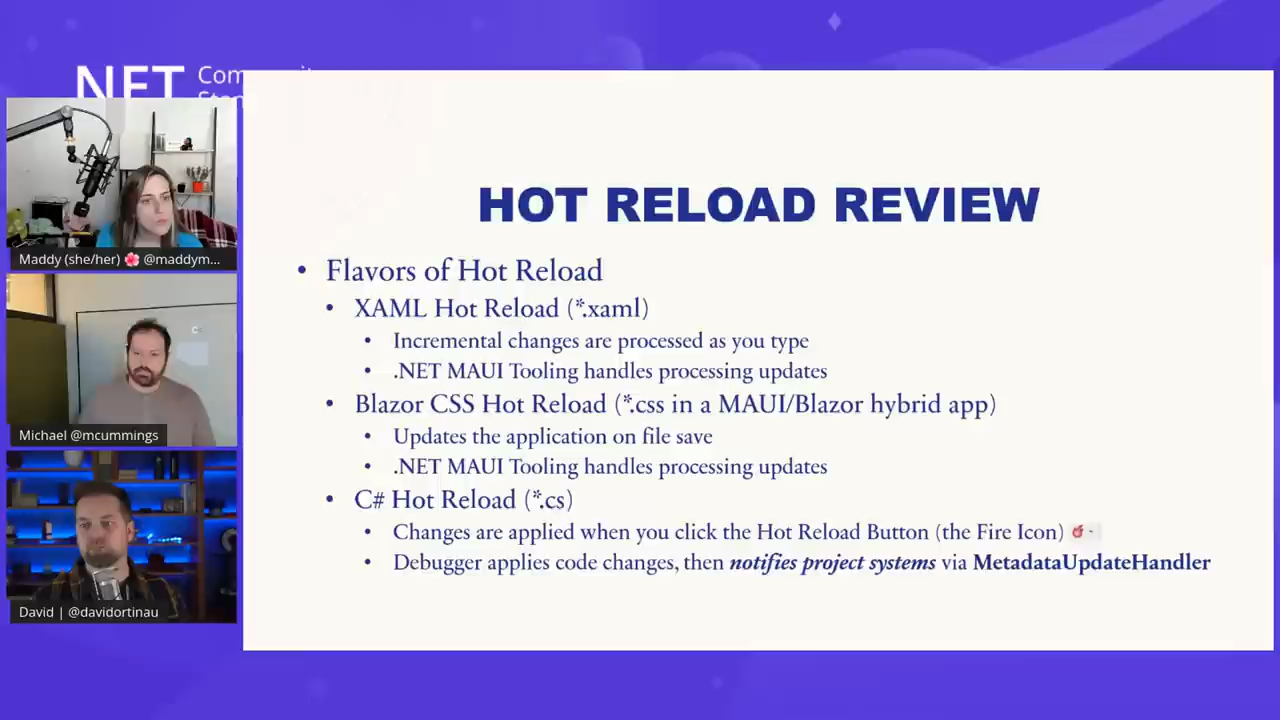 .NET
HOT RELOAD REVIEW
• Flavors of Hot Reload
• XAML Hot Reload (*.xaml)
• Incremental changes are processed as you type
• .NET MAUI Tooling handles processing updates
• Blazor CSS Hot Reload (*.css in a MAUI/Blazor hybrid app)
• Updates the application on file save
• .NET MAUI Tooling handles processing updates
• C# Hot Reload (*.cs)
• Changes are applied when you click the Hot Reload Button (the Fire Icon)
• Debugger applies code changes, then notifies project systems via MetadataUpdateHandler
Maddy (she/her) 🌸 @maddym...
Michael @mcummings
David | @davidortinau